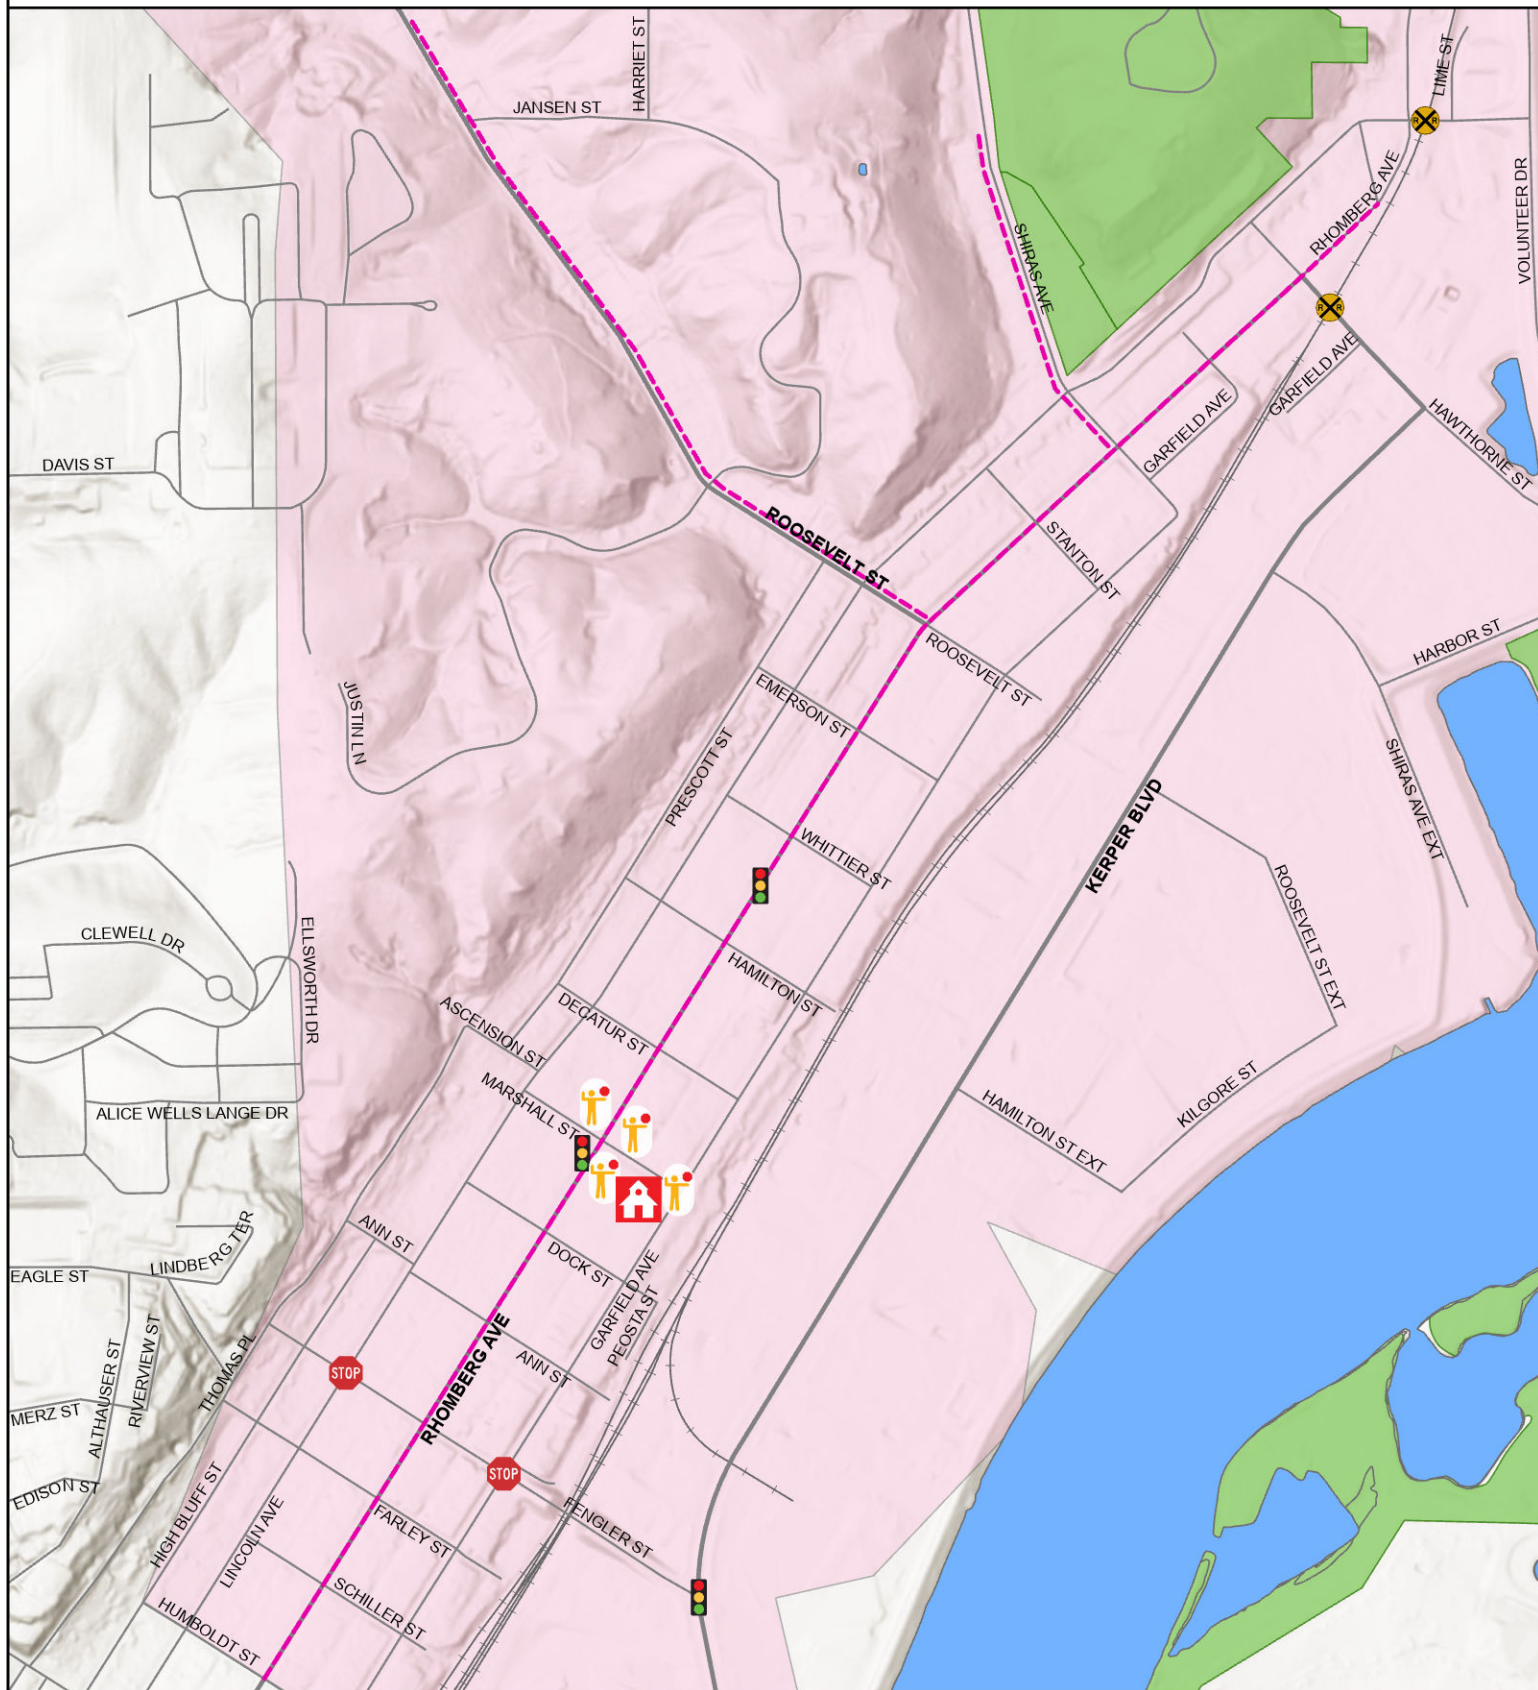 HARRIET ST
LIME ST
JANSEN ST
R R
RHOMBERG AVE
VOLUNTEER DR
SHIRAS AVE
R R
GARFIELD AVE
GARFIELD AVE
HAWTHORNE ST
DAVIS ST
ROOSEVELT ST
STANTON ST
ROOSEVELT ST
HARBOR ST
EMERSON ST
JUSTIN LN
PRESCOTT ST
SHIRAS AVE EXT
KERPER BLVD
WHITTIER ST
ROOSEVELT ST EXT
CLEWELL DR
ELLSWORTH DR
HAMILTON ST
DECATUR ST
ASCENSION ST
MARSHALL ST
ALICE WELLS LANGE DR
HAMILTON ST EXT
KILGORE ST
ANN ST
LINDBERG TER
EAGLE ST
DOCK ST
GARFIELD AVE
PEOSTA ST
RHOMBERG AVE
ANN ST
STOP
THOMAS PL
RIVERVIEW ST
ALTHAUSER ST
MERZ ST
STOP
EDISON ST
HIGH BLUFF ST
LINCOLN AVE
FARLEY ST
FENGLER ST
SCHILLER ST
HUMBOLDT ST